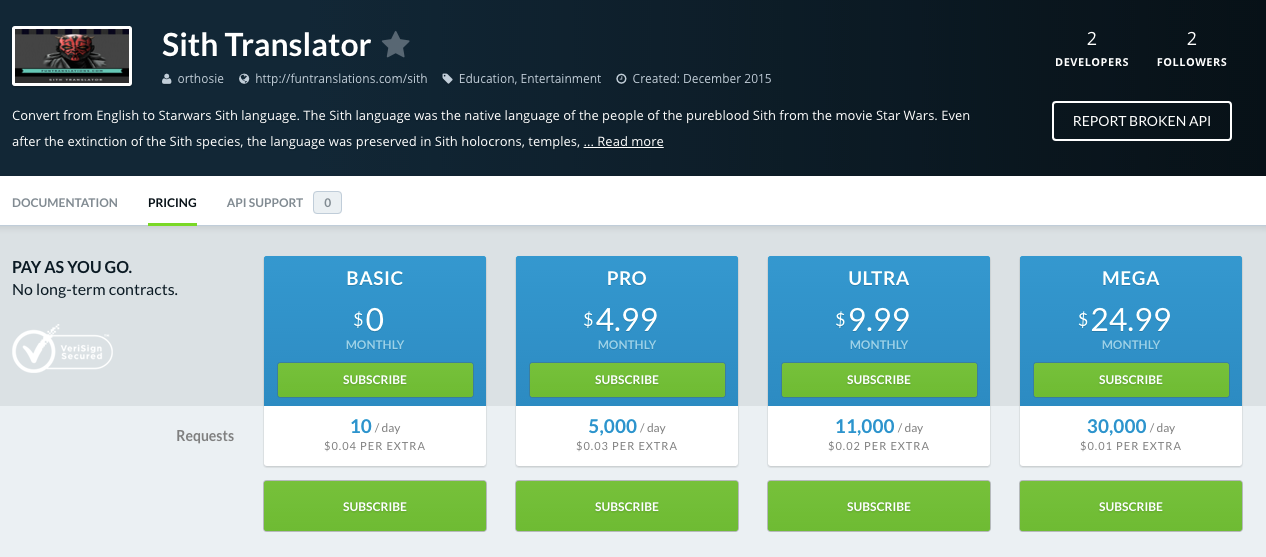 FUNTRANSLATIONS.COM
SITH TRANSLATOR
Sith Translator
orthosie http://funtranslations.com/sith Education, Entertainment Created: December 2015
Convert from English to Starwars Sith language. The Sith language was the native language of the people of the pureblood Sith from the movie Star Wars. Even
after the extinction of the Sith species, the language was preserved in Sith holocrons, temples, ... Read more
2 2
DEVELOPERS FOLLOWERS
REPORT BROKEN API
DOCUMENTATION PRICING API SUPPORT 0
PAY AS YOU GO.
No long-term contracts.
VeriSign
Secured
BASIC PRO ULTRA MEGA
$0 $4.99 $9.99 $24.99
MONTHLY MONTHLY MONTHLY MONTHLY
SUBSCRIBE SUBSCRIBE SUBSCRIBE SUBSCRIBE
Requests 10 / day 5,000 / day 11,000 / day 30,000 / day
$0.04 PER EXTRA $0.03 PER EXTRA $0.02 PER EXTRA $0.01 PER EXTRA
SUBSCRIBE SUBSCRIBE SUBSCRIBE SUBSCRIBE